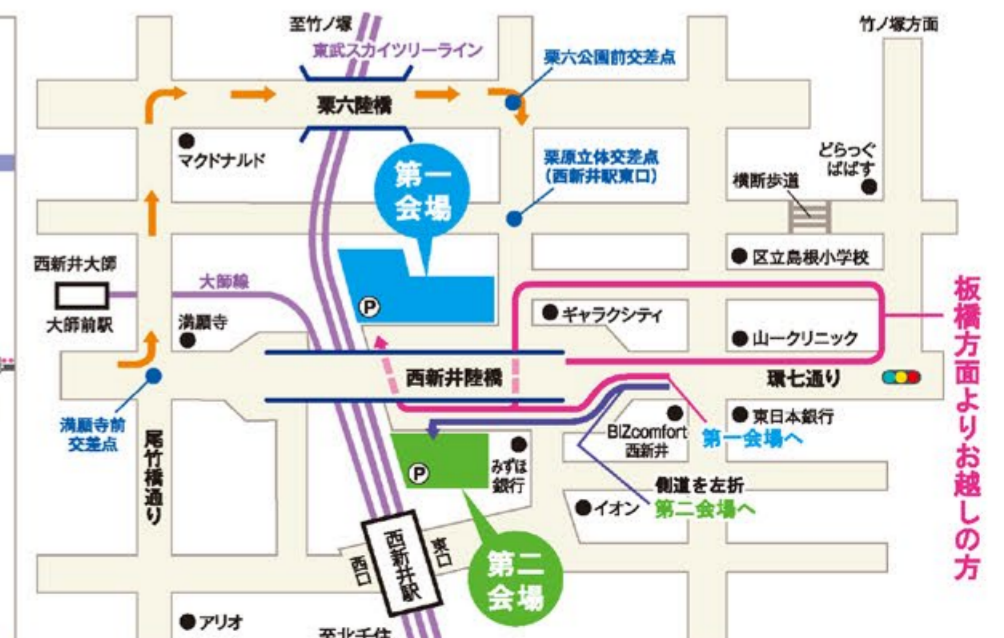 至竹ノ塚
東武スカイツリーライン
竹ノ塚方面
栗六公園前交差点
栗六陸橋
マクドナルド
第一
会場
栗原立体交差点
(西新井駅東口)
どらっぐ
ぱぱす
横断歩道
西新井大師
大師前駅
大師線
満願寺
P
区立島根小学校
ギャラクシティ
山一クリニック
板橋方面よりお越しの方
西新井陸橋
環七通り
満願寺前
交差点
尾竹橋通り
P
みずほ
銀行
BIZcomfort
西新井
東日本銀行
第一会場へ
側道を左折
第二会場へ
イオン
西口
西新井駅
東口
第二
会場
アリオ
至北千住